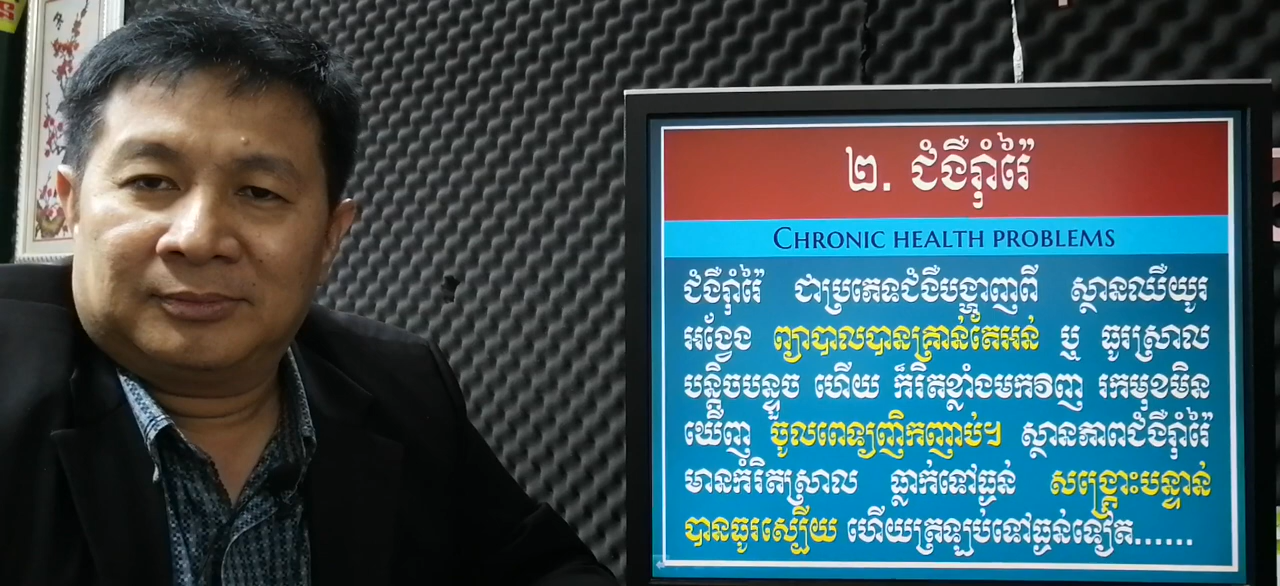 ២. ជំងឺរ៉ាំរ៉ៃ
CHRONIC HEALTH PROBLEMS
ជំងឺរ៉ាំរ៉ៃ ជាប្រភេទជំងឺបង្ហាញពី ស្ថានឈឺយូរ
អង្វែង ព្យាបាលបានគ្រាន់តែអន់ ឬ ធូរស្រាល
បន្តិចបន្ទួច ហើយ ក៏រឹតខ្លាំងមកវិញ រកមុខមិន
ឃើញ ចូលពេទ្យញឹកញាប់។ ស្ថានភាពជំងឺរ៉ាំរ៉ៃ
មានកំរិតស្រាល ធ្លាក់ទៅធ្ងន់ សង្គ្រោះបន្ទាន់
បានធូរស្បើយ ហើយត្រឡប់ទៅធ្ងន់ទៀត......